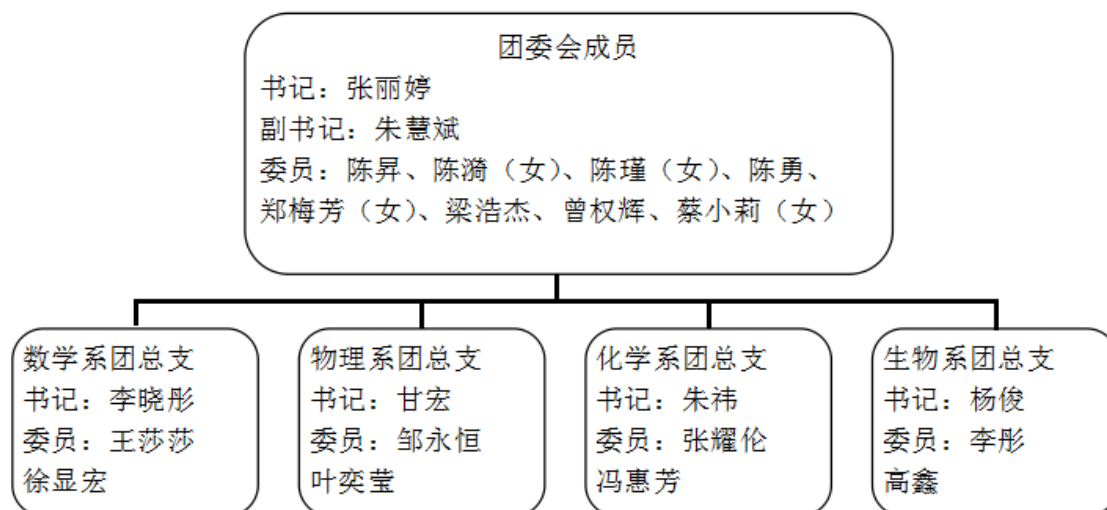 团委会成员
书记：张丽婷
副书记：朱慧斌
委员：陈昇、陈漪（女）、陈瑾（女）、陈勇、
郑梅芳（女）、梁浩杰、曾权辉、蔡小莉（女）
数学系团总支
书记：李晓彤
委员：王莎莎
徐显宏
物理系团总支
书记：甘宏
委员：邹永恒
叶奕莹
化学系团总支
书记：朱祎
委员：张耀伦
冯惠芳
生物系团总支
书记：杨俊
委员：李彤
高鑫